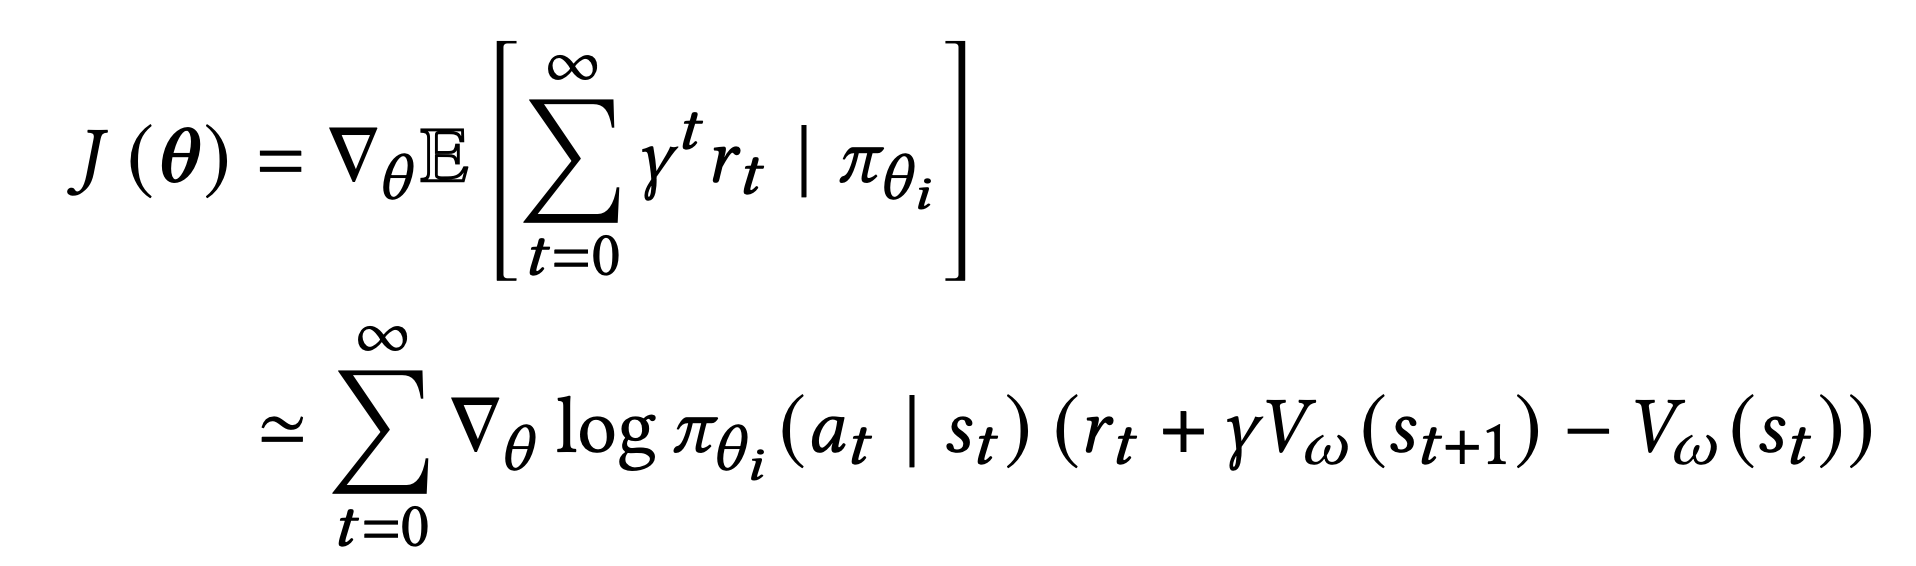 J(𝜽) = ∇_θ 𝔼 [ ∑_{t=0}^{∞} γ^t r_t | π_{θ_i} ]
≃ ∑_{t=0}^{∞} ∇_θ log π_{θ_i}(a_t | s_t) (r_t + γV_ω(s_{t+1}) − V_ω(s_t))